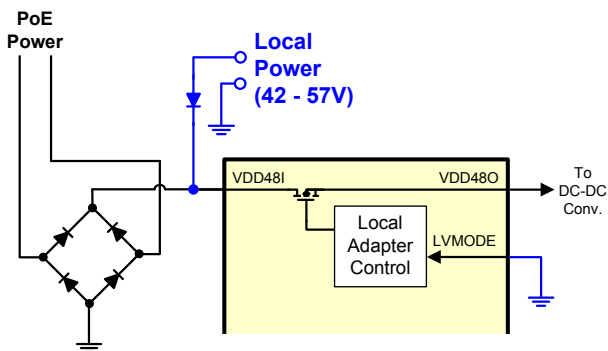 PoE
Power
Local
Power
(42 - 57V)
VDD48I
VDD48O
To
DC-DC
Conv.
Local
Adapter
Control
LVMODE